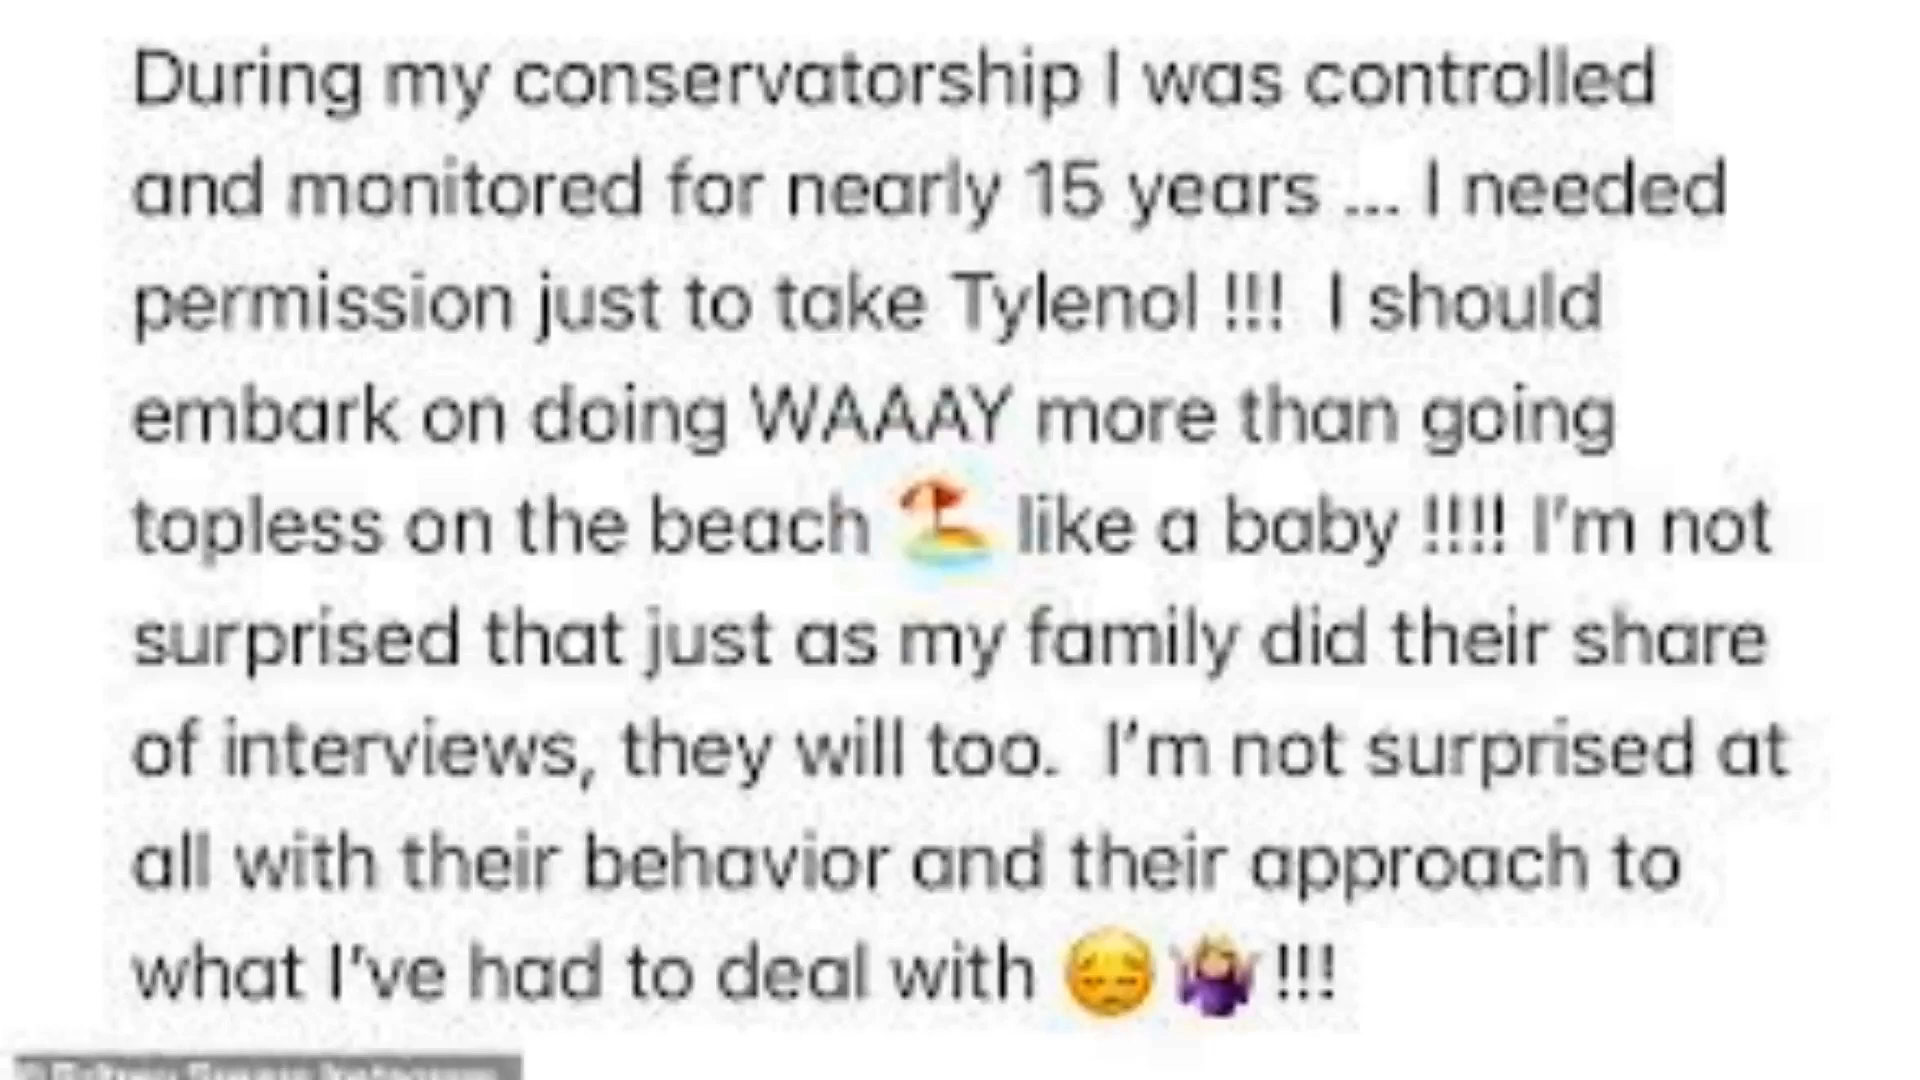 During my conservatorship I was controlled
and monitored for nearly 15 years ... I needed
permission just to take Tylenol !!!  I should
embark on doing WAAAY more than going
topless on the beach 🏖️ like a baby !!!! I'm not
surprised that just as my family did their share
of interviews, they will too.  I'm not surprised at
all with their behavior and their approach to
what I've had to deal with 😔🤷‍♀️!!!
© Britney Spears Instagram